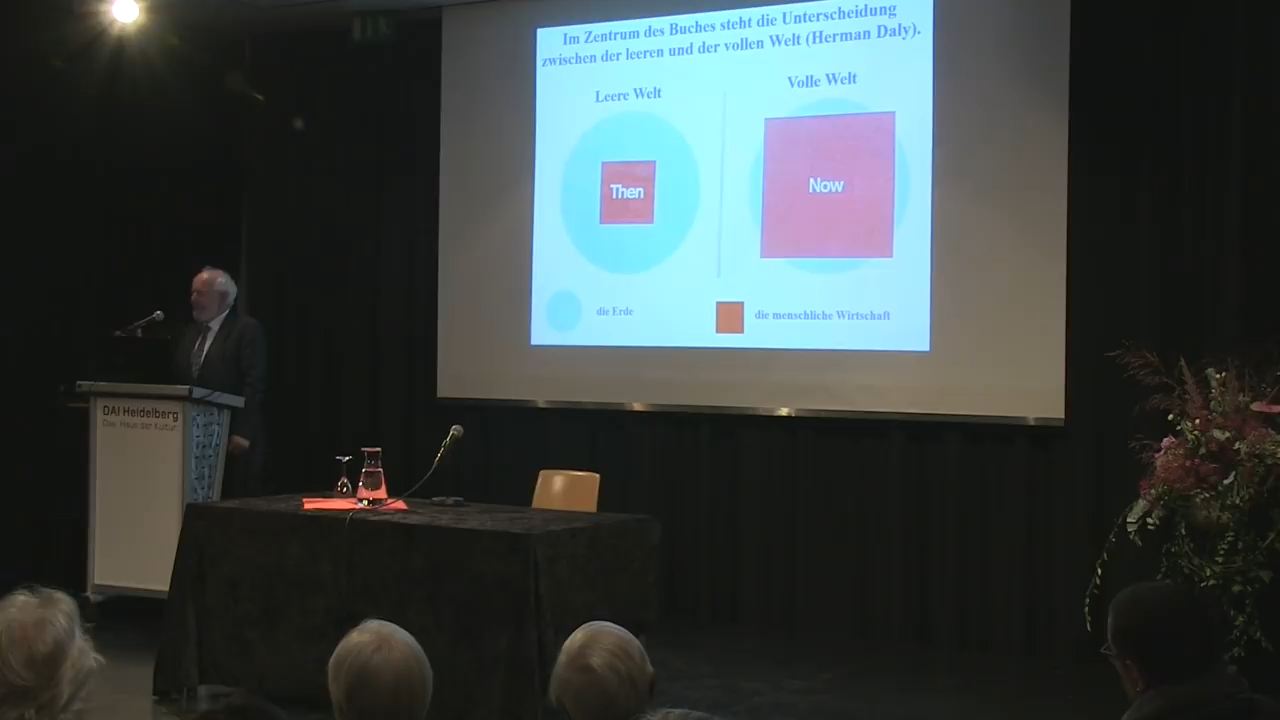 Im Zentrum des Buches steht die Unterscheidung
zwischen der leeren und der vollen Welt (Herman Daly).
Leere Welt
Volle Welt
Then
Now
die Erde
die menschliche Wirtschaft
DAI Heidelberg
Das Haus der Kultur